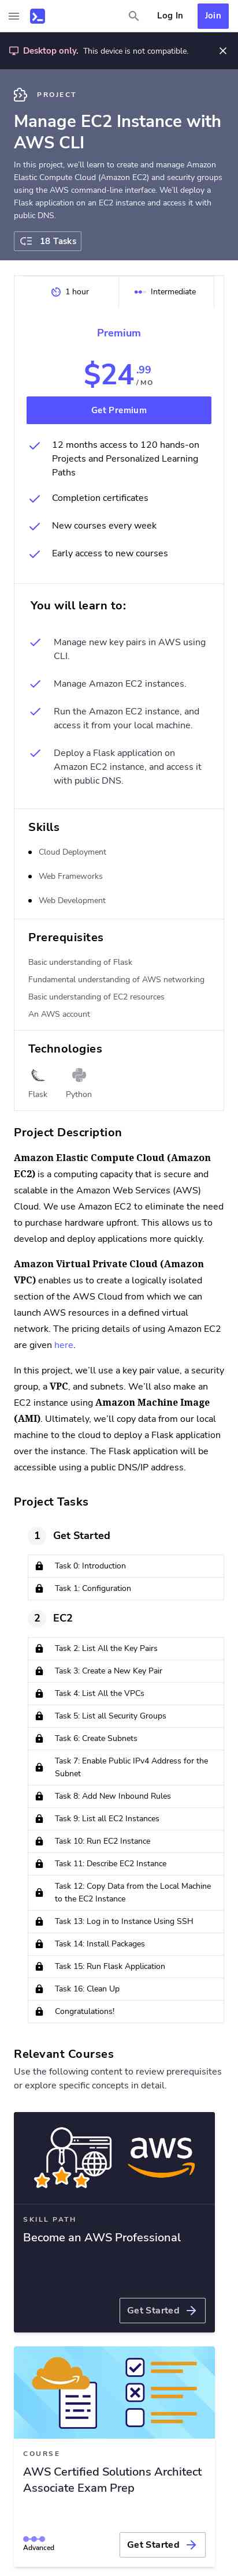 Log In
Join
Desktop only. This device is not compatible.
PROJECT
Manage EC2 Instance with
AWS CLI
In this project, we’ll learn to create and manage Amazon
Elastic Compute Cloud (Amazon EC2) and security groups
using the AWS command-line interface. We’ll deploy a
Flask application on an EC2 instance and access it with
public DNS.
18 Tasks
1 hour
Intermediate
Premium
$24.99
/MO
Get Premium
12 months access to 120 hands-on
Projects and Personalized Learning
Paths
Completion certificates
New courses every week
Early access to new courses
You will learn to:
Manage new key pairs in AWS using
CLI.
Manage Amazon EC2 instances.
Run the Amazon EC2 instance, and
access it from your local machine.
Deploy a Flask application on
Amazon EC2 instance, and access it
with public DNS.
Skills
Cloud Deployment
Web Frameworks
Web Development
Prerequisites
Basic understanding of Flask
Fundamental understanding of AWS networking
Basic understanding of EC2 resources
An AWS account
Technologies
Flask
Python
Project Description
Amazon Elastic Compute Cloud (Amazon
EC2) is a computing capacity that is secure and
scalable in the Amazon Web Services (AWS)
Cloud. We use Amazon EC2 to eliminate the need
to purchase hardware upfront. This allows us to
develop and deploy applications more quickly.
Amazon Virtual Private Cloud (Amazon
VPC) enables us to create a logically isolated
section of the AWS Cloud from which we can
launch AWS resources in a defined virtual
network. The pricing details of using Amazon EC2
are given here.
In this project, we’ll use a key pair value, a security
group, a VPC, and subnets. We’ll also make an
EC2 instance using Amazon Machine Image
(AMI). Ultimately, we’ll copy data from our local
machine to the cloud to deploy a Flask application
over the instance. The Flask application will be
accessible using a public DNS/IP address.
Project Tasks
1 Get Started
Task 0: Introduction
Task 1: Configuration
2 EC2
Task 2: List All the Key Pairs
Task 3: Create a New Key Pair
Task 4: List All the VPCs
Task 5: List all Security Groups
Task 6: Create Subnets
Task 7: Enable Public IPv4 Address for the
Subnet
Task 8: Add New Inbound Rules
Task 9: List all EC2 Instances
Task 10: Run EC2 Instance
Task 11: Describe EC2 Instance
Task 12: Copy Data from the Local Machine
to the EC2 Instance
Task 13: Log in to Instance Using SSH
Task 14: Install Packages
Task 15: Run Flask Application
Task 16: Clean Up
Congratulations!
Relevant Courses
Use the following content to review prerequisites
or explore specific concepts in detail.
aws
SKILL PATH
Become an AWS Professional
Get Started
COURSE
AWS Certified Solutions Architect
Associate Exam Prep
Advanced
Get Started